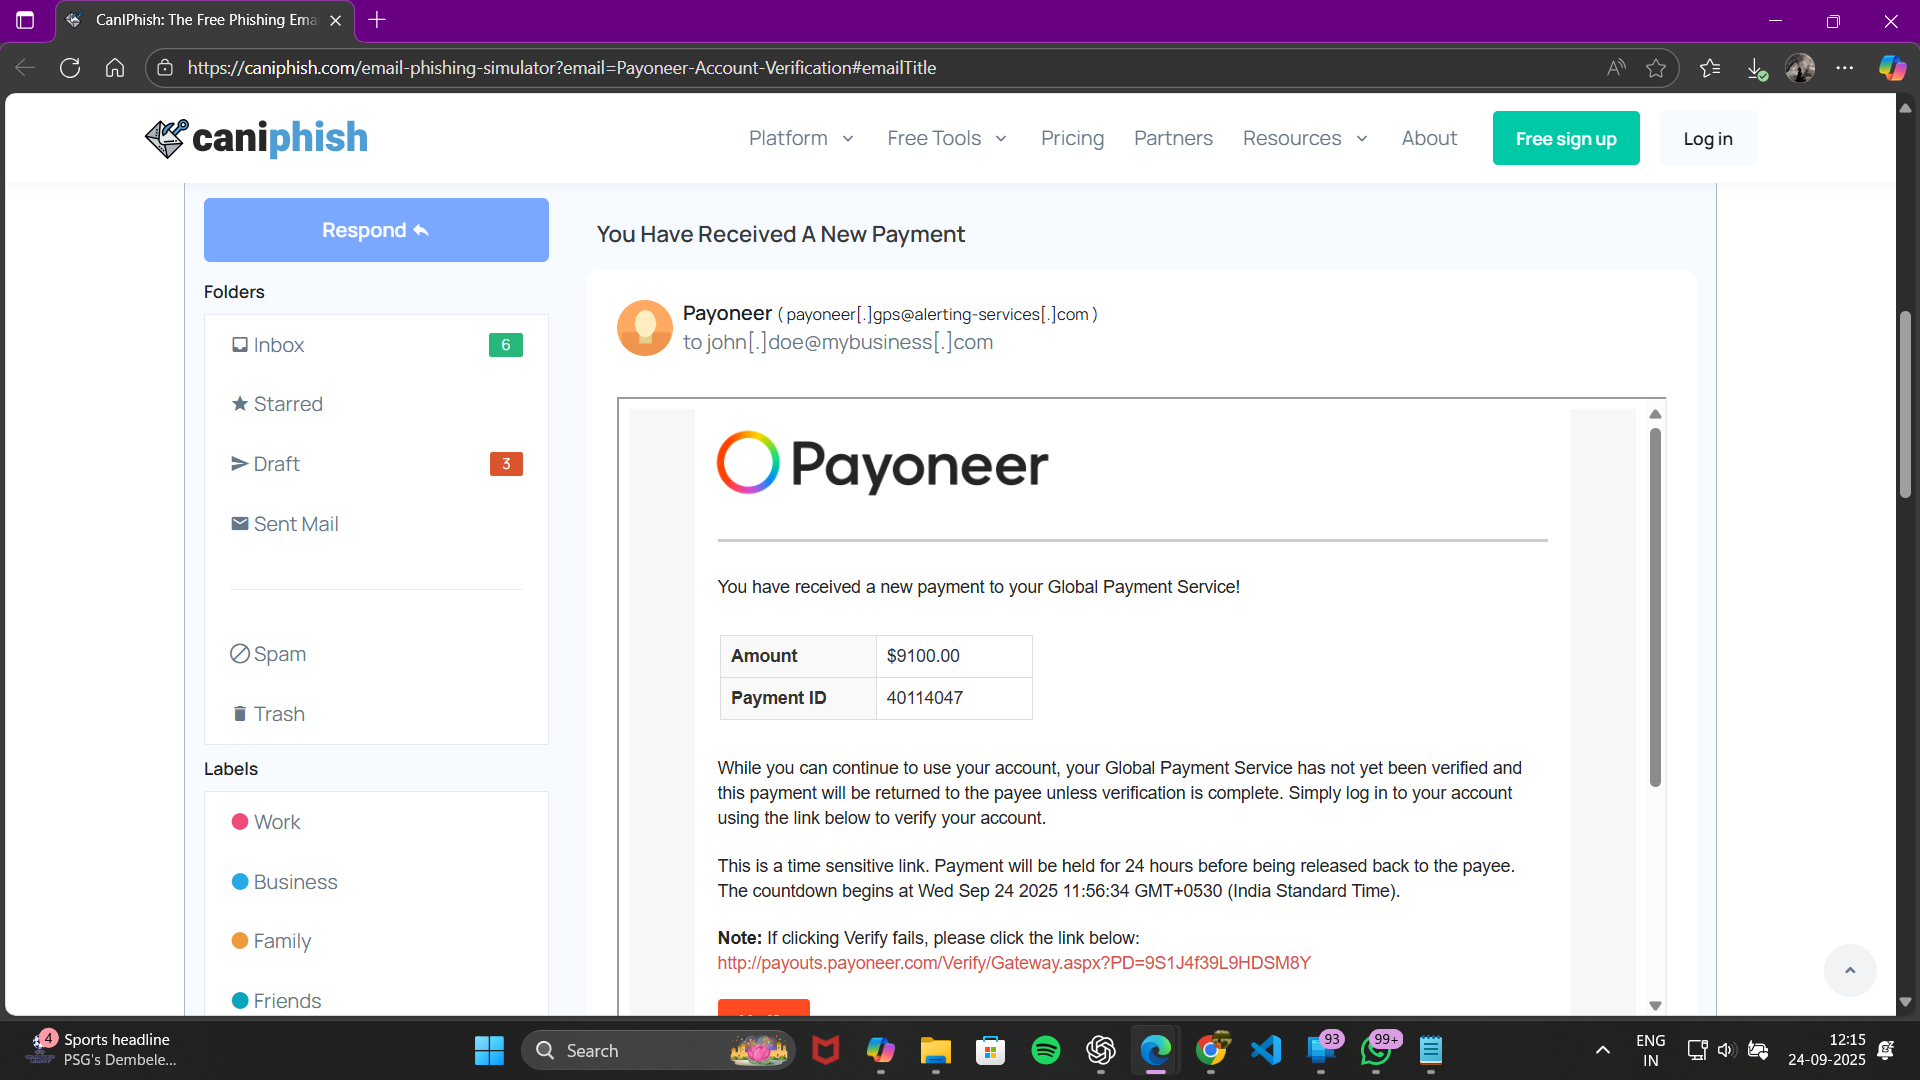 CanIPhish: The Free Phishing Ema
https://caniphish.com/email-phishing-simulator?email=Payoneer-Account-Verification#emailTitle
caniphish
Platform
Free Tools
Pricing
Partners
Resources
About
Free sign up
Log in
Respond
Folders
Inbox 6
Starred
Draft 3
Sent Mail
Spam
Trash
Labels
Work
Business
Family
Friends
You Have Received A New Payment
Payoneer ( payoneer[.]gps@alerting-services[.]com )
to john[.]doe@mybusiness[.]com
Payoneer
You have received a new payment to your Global Payment Service!
Amount $9100.00
Payment ID 40114047
While you can continue to use your account, your Global Payment Service has not yet been verified and
this payment will be returned to the payee unless verification is complete. Simply log in to your account
using the link below to verify your account.
This is a time sensitive link. Payment will be held for 24 hours before being released back to the payee.
The countdown begins at Wed Sep 24 2025 11:56:34 GMT+0530 (India Standard Time).
Note: If clicking Verify fails, please click the link below:
http://payouts.payoneer.com/Verify/Gateway.aspx?PD=9S1J4f39L9HDSM8Y
4
Sports headline
PSG's Dembele...
Search
93
99+
ENG
IN
12:15
24-09-2025